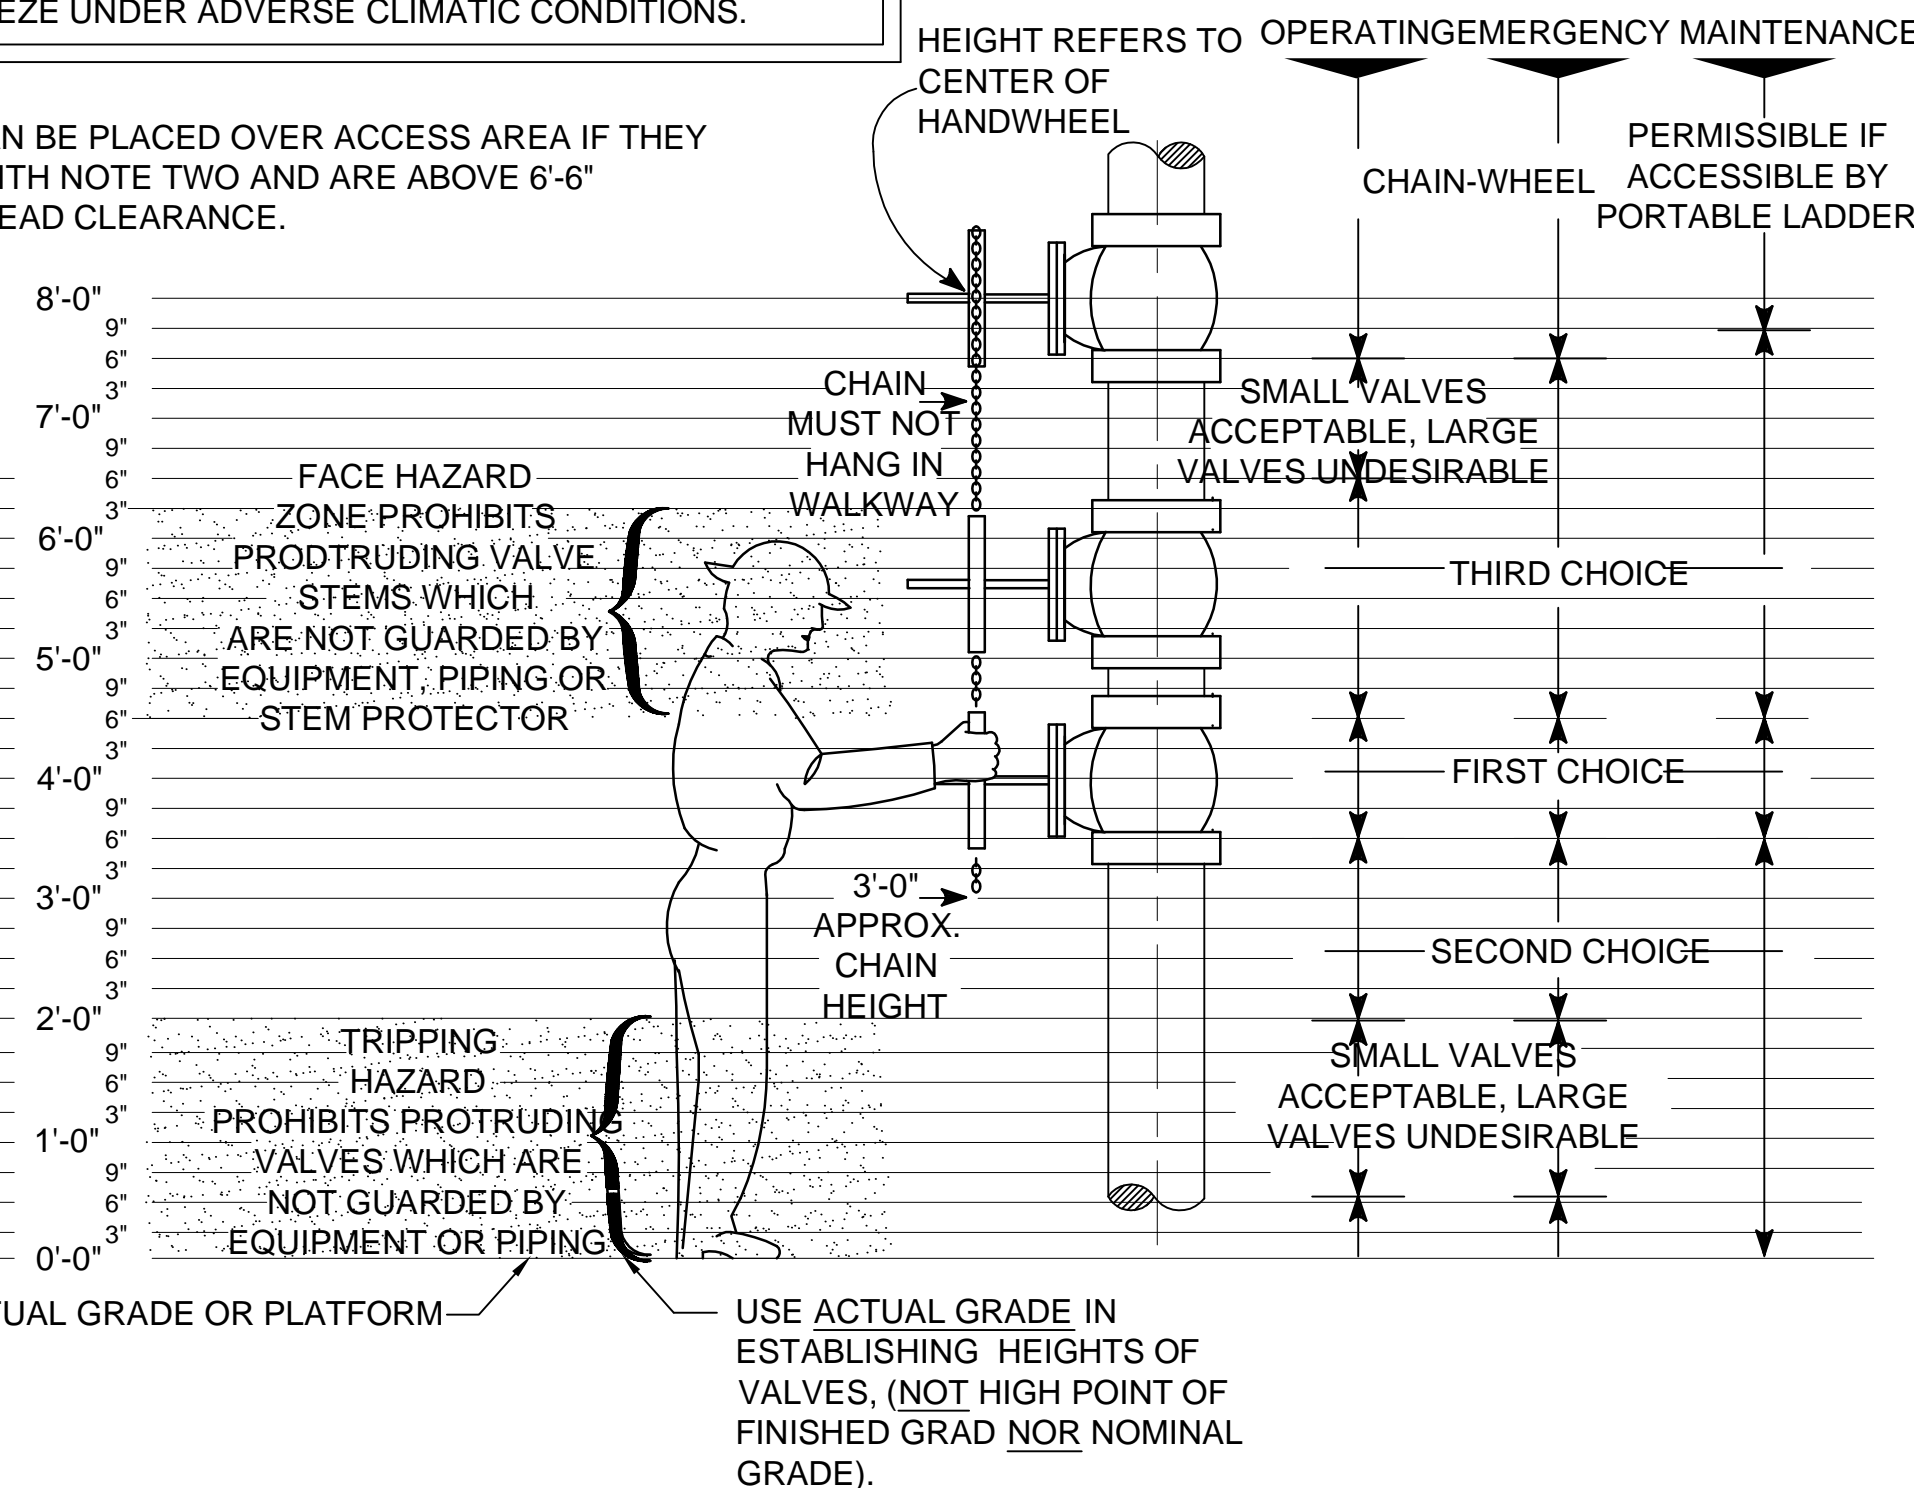 EZE UNDER ADVERSE CLIMATIC CONDITIONS.
HEIGHT REFERS TO
CENTER OF
HANDWHEEL
OPERATING EMERGENCY MAINTENANCE
N BE PLACED OVER ACCESS AREA IF THEY
ITH NOTE TWO AND ARE ABOVE 6'-6"
EAD CLEARANCE.
CHAIN-WHEEL
PERMISSIBLE IF
ACCESSIBLE BY
PORTABLE LADDER
8'-0"
9"
6"
3"
7'-0"
9"
6"
3"
6'-0"
9"
6"
3"
5'-0"
9"
6"
3"
4'-0"
9"
6"
3"
3'-0"
9"
6"
3"
2'-0"
9"
6"
3"
1'-0"
9"
6"
3"
0'-0"
CHAIN
MUST NOT
HANG IN
WALKWAY
SMALL VALVES
ACCEPTABLE, LARGE
VALVES UNDESIRABLE
FACE HAZARD
ZONE PROHIBITS
PRODTRUDING VALVE
STEMS WHICH
ARE NOT GUARDED BY
EQUIPMENT, PIPING OR
STEM PROTECTOR
THIRD CHOICE
FIRST CHOICE
3'-0"
APPROX.
CHAIN
HEIGHT
SECOND CHOICE
TRIPPING
HAZARD
PROHIBITS PROTRUDING
VALVES WHICH ARE
NOT GUARDED BY
EQUIPMENT OR PIPING
SMALL VALVES
ACCEPTABLE, LARGE
VALVES UNDESIRABLE
TUAL GRADE OR PLATFORM
USE ACTUAL GRADE IN
ESTABLISHING HEIGHTS OF
VALVES, (NOT HIGH POINT OF
FINISHED GRAD NOR NOMINAL
GRADE).